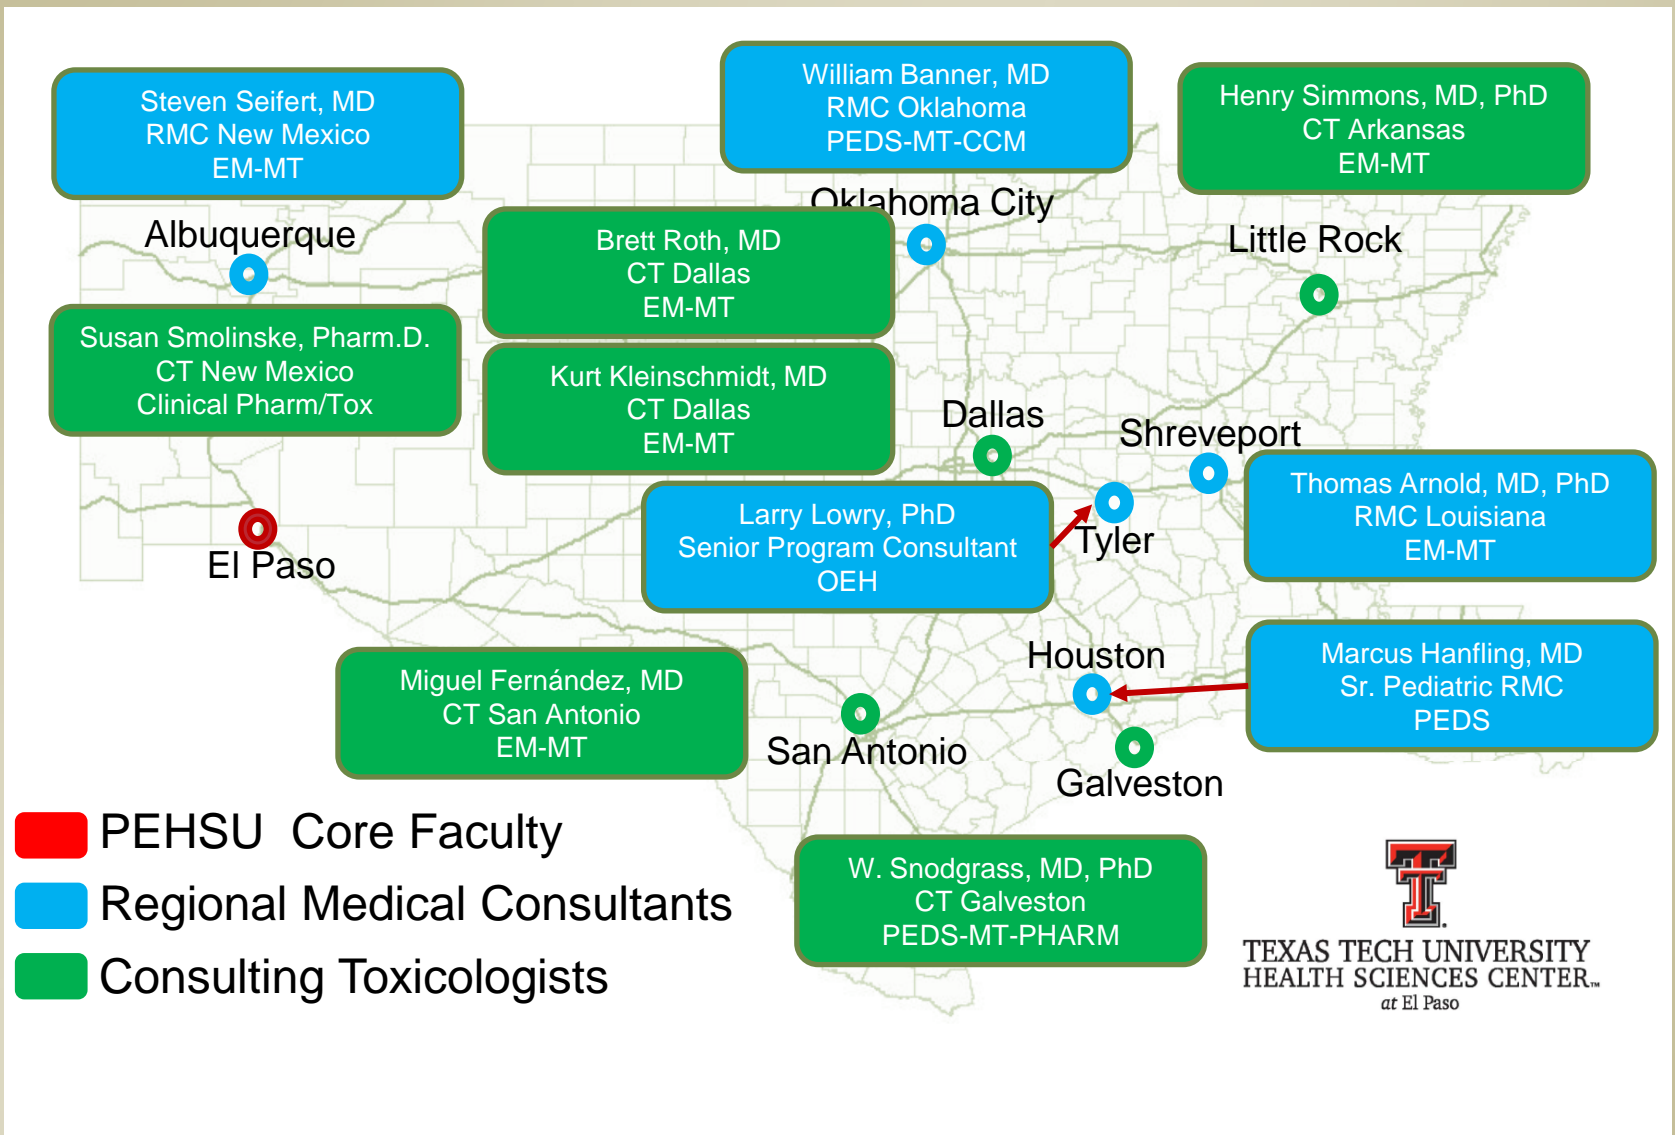 Steven Seifert, MD
RMC New Mexico
EM-MT
William Banner, MD
RMC Oklahoma
PEDS-MT-CCM
Henry Simmons, MD, PhD
CT Arkansas
EM-MT
Albuquerque
Oklahoma City
Little Rock
Brett Roth, MD
CT Dallas
EM-MT
Susan Smolinske, Pharm.D.
CT New Mexico
Clinical Pharm/Tox
Kurt Kleinschmidt, MD
CT Dallas
EM-MT
Dallas
Shreveport
Larry Lowry, PhD
Senior Program Consultant
OEH
Tyler
Thomas Arnold, MD, PhD
RMC Louisiana
EM-MT
El Paso
Miguel Fernández, MD
CT San Antonio
EM-MT
San Antonio
Houston
Marcus Hanfling, MD
Sr. Pediatric RMC
PEDS
Galveston
PEHSU  Core Faculty
Regional Medical Consultants
Consulting Toxicologists
W. Snodgrass, MD, PhD
CT Galveston
PEDS-MT-PHARM
TEXAS TECH UNIVERSITY
HEALTH SCIENCES CENTER™
at El Paso